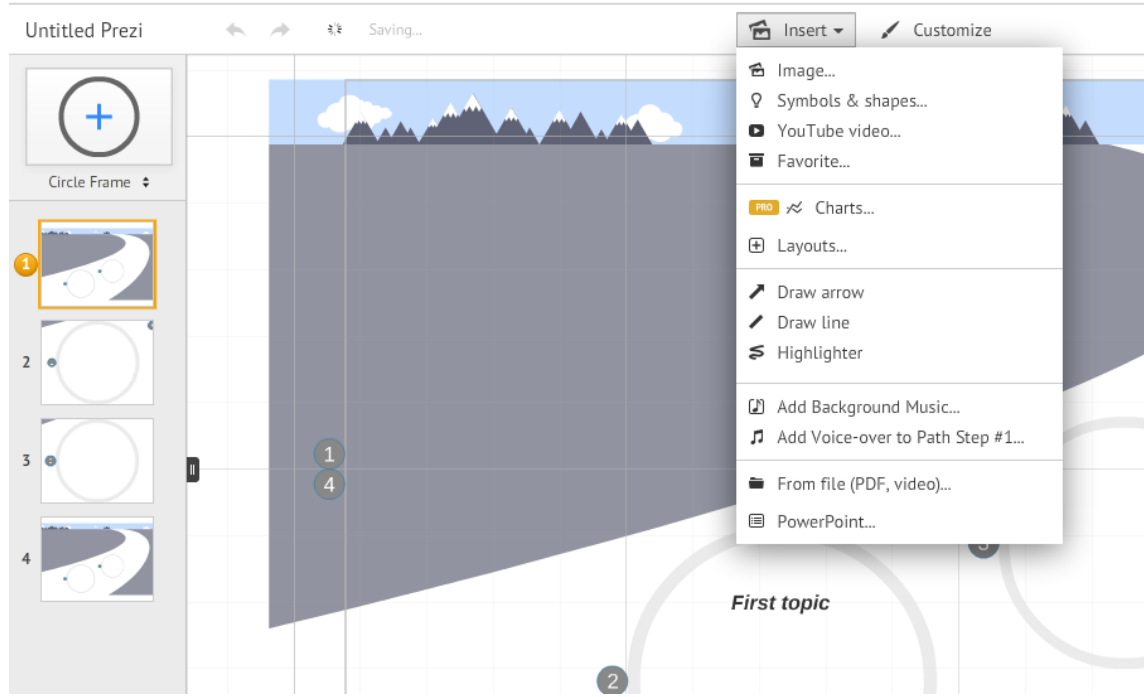 Untitled Prezi
Saving...
Insert
Customize
Circle Frame
1
2
3
4
Image...
Symbols & shapes...
YouTube video...
Favorite...
PRO Charts...
Layouts...
Draw arrow
Draw line
Highlighter
Add Background Music...
Add Voice-over to Path Step #1...
From file (PDF, video)...
PowerPoint...
1
4
3
First topic
2